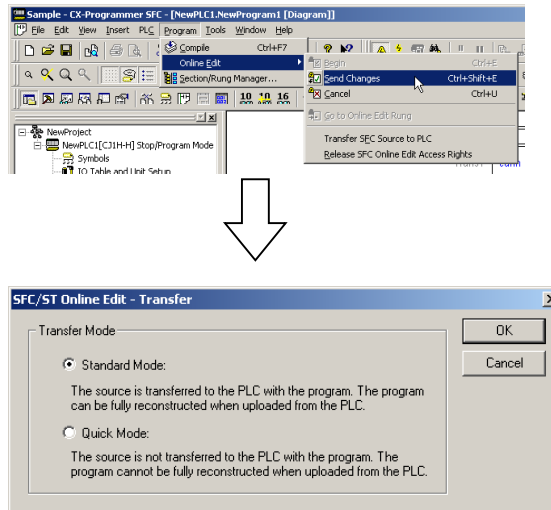 Sample - CX-Programmer SFC - [NewPLC1.NewProgram1 [Diagram]]
File Edit View Insert PLC Program Tools Window Help
Compile Ctrl+F7
Online Edit
Section/Rung Manager...
Begin Ctrl+E
Send Changes Ctrl+Shift+E
Cancel Ctrl+U
Go to Online Edit Rung
Transfer SFC Source to PLC
Release SFC Online Edit Access Rights
10 10 16
NewProject
NewPLC1[CJ1H-H] Stop/Program Mode
Symbols
IO Table and Unit Setup
SFC/ST Online Edit - Transfer
Transfer Mode
OK
Cancel
Standard Mode:
The source is transferred to the PLC with the program. The program
can be fully reconstructed when uploaded from the PLC.
Quick Mode:
The source is not transferred to the PLC with the program. The
program cannot be fully reconstructed when uploaded from the PLC.